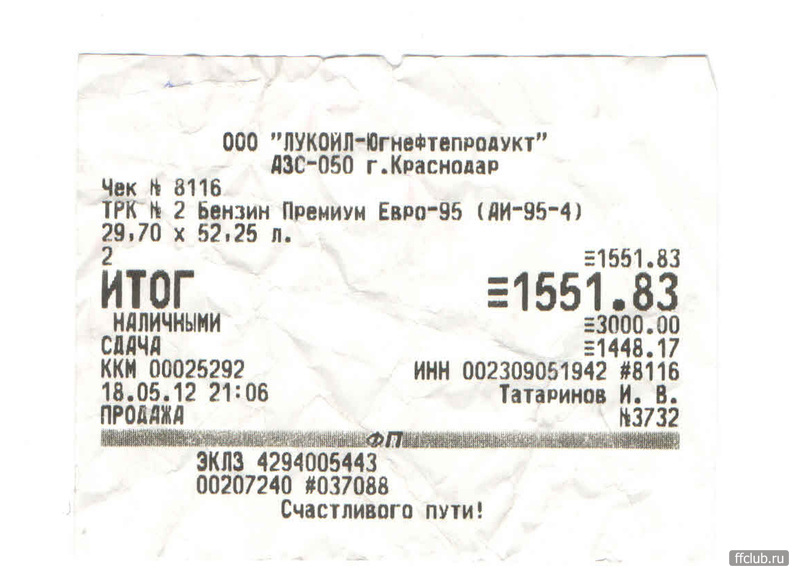 ООО "ЛУКОЙЛ-Югнефтепродукт"
АЗС-050 г.Краснодар
Чек № 8116
ТРК № 2 Бензин Премиум Евро-95 (АИ-95-4)
29,70 x 52,25 л.
2 ≡1551.83
ИТОГ ≡1551.83
НАЛИЧНЫМИ ≡3000.00
СДАЧА ≡1448.17
ККМ 00025292 ИНН 002309051942 #8116
18.05.12 21:06 Татаринов И. В.
ПРОДАЖА №3732
ФП
ЭКЛЗ 4294005443
00207240 #037088
Счастливого пути!
ffclub.ru